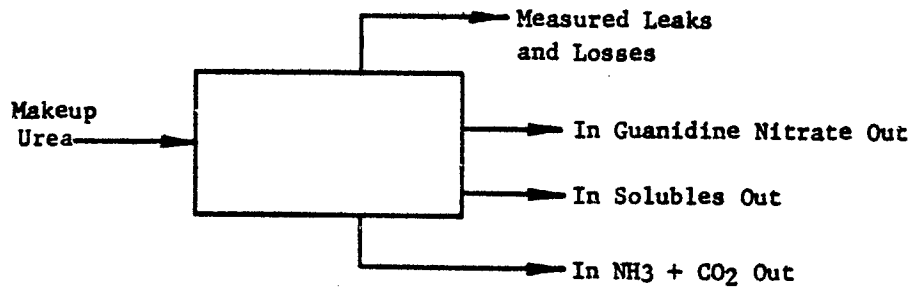 Measured Leaks
and Losses
Makeup
Urea
In Guanidine Nitrate Out
In Solubles Out
In NH3 + CO2 Out